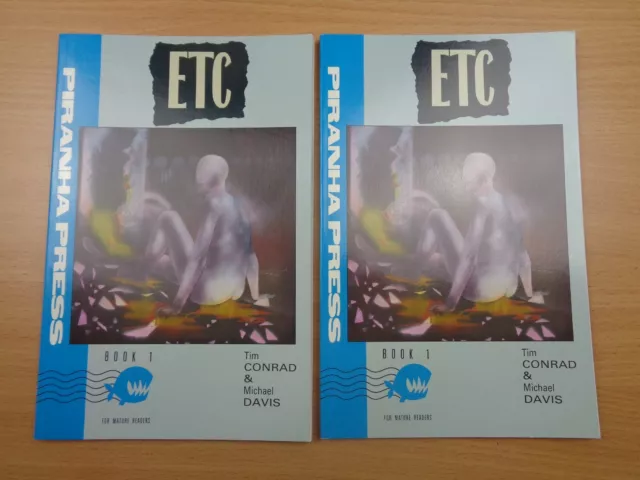 PIRANHA PRESS
ETC
BOOK 1
Tim
CONRAD
&
Michael
DAVIS
FOR MATURE READERS
PIRANHA PRESS
ETC
BOOK 1
Tim
CONRAD
&
Michael
DAVIS
FOR MATURE READERS